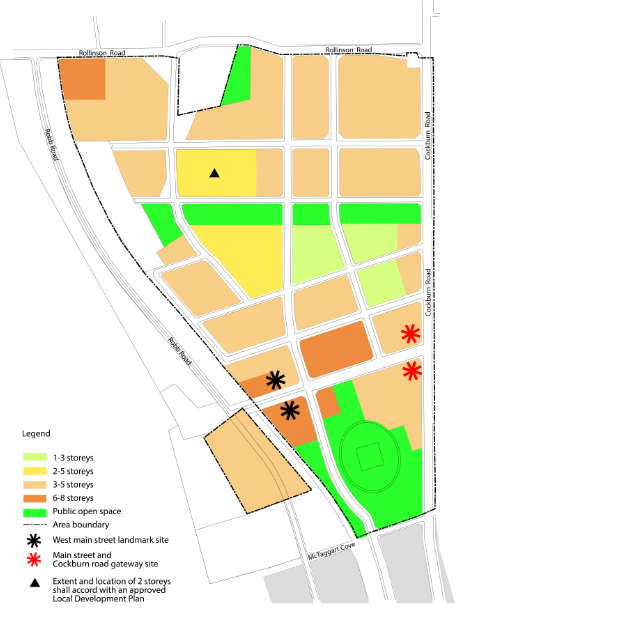 Rollinson Road
Rollinson Road
Cockburn Road
Robb Road
Cockburn Road
Robb Road
McTaggart Cove
Legend
1-3 storeys
2-5 storeys
3-5 storeys
6-8 storeys
Public open space
Area boundary
West main street landmark site
Main street and
Cockburn road gateway site
Extent and location of 2 storeys
shall accord with an approved
Local Development Plan